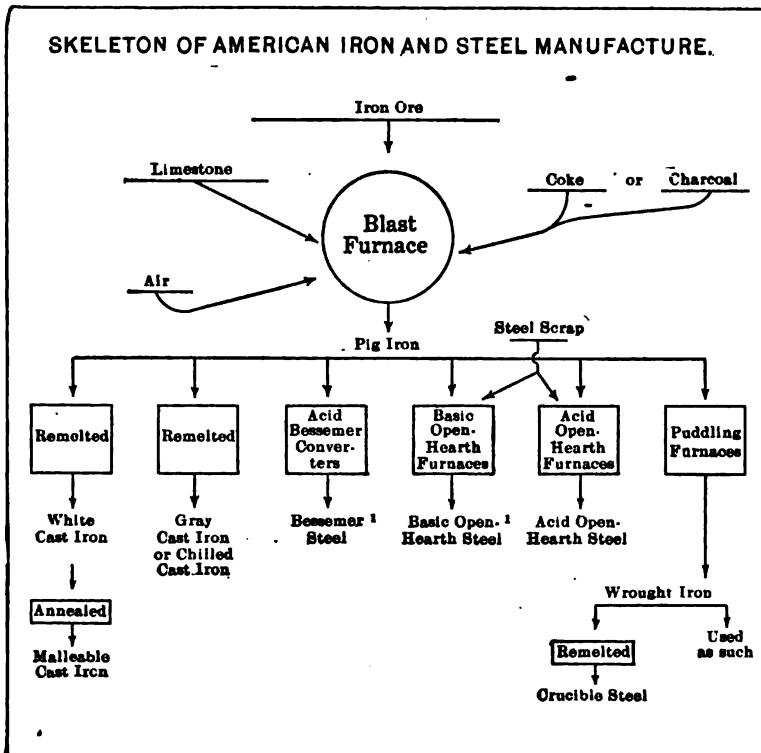 SKELETON OF AMERICAN IRON AND STEEL MANUFACTURE.
Iron Ore
Limestone
Coke or Charcoal
Blast
Furnace
Air
Steel Scrap
Pig Iron
Remelted
Remelted
Acid
Bessemer
Conver-
ters
Basic
Open-
Hearth
Furnaces
Acid
Open-
Hearth
Furnaces
Puddling
Furnaces
White
Cast Iron
Gray
Cast Iron
or Chilled
Cast Iron
Bessemer 1
Steel
Basic Open- 1
Hearth Steel
Acid Open-
Hearth Steel
Annealed
Malleable
Cast Iron
Wrought Iron
Remelted
Used
as such
Crucible Steel